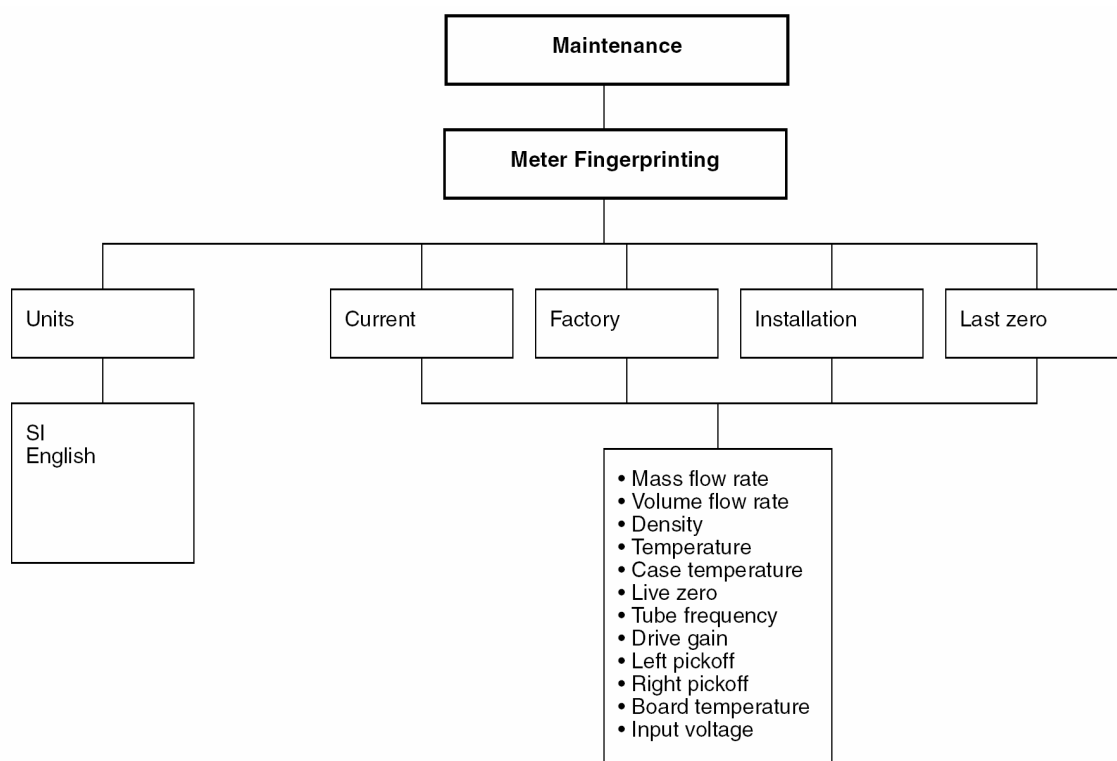 Maintenance
Meter Fingerprinting
Units
Current
Factory
Installation
Last zero
SI
English
• Mass flow rate
• Volume flow rate
• Density
• Temperature
• Case temperature
• Live zero
• Tube frequency
• Drive gain
• Left pickoff
• Right pickoff
• Board temperature
• Input voltage